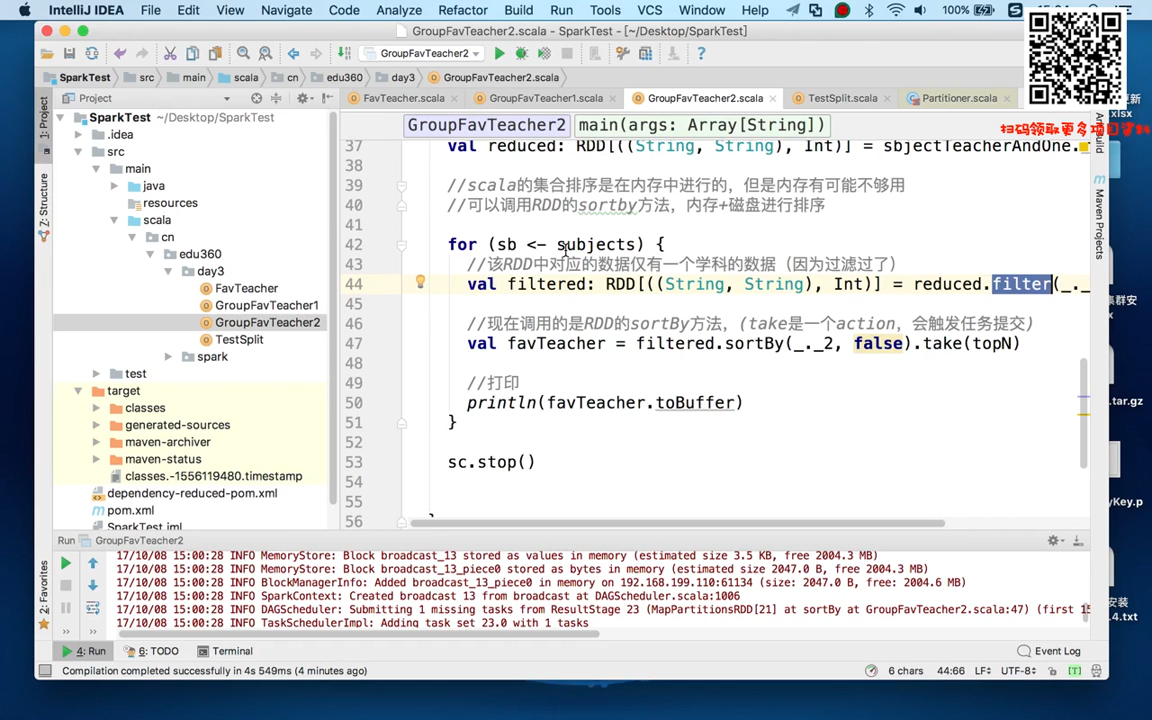 IntelliJ IDEA File Edit View Navigate Code Analyze Refactor Build Run Tools VCS Window Help 100%
GroupFavTeacher2.scala - SparkTest - [~/Desktop/SparkTest]
GroupFavTeacher2
SparkTest src main scala cn edu360 day3 GroupFavTeacher2.scala
扫码领取更多项目资料
Project
FavTeacher.scala GroupFavTeacher1.scala GroupFavTeacher2.scala TestSplit.scala Partitioner.scala
GroupFavTeacher2 main(args: Array[String])
1: Project
7: Structure
2: Favorites
Maven Projects
SparkTest ~/Desktop/SparkTest
.idea
src
main
java
resources
scala
cn
edu360
day3
FavTeacher
GroupFavTeacher1
GroupFavTeacher2
TestSplit
spark
test
target
classes
generated-sources
maven-archiver
maven-status
classes.-1556119480.timestamp
dependency-reduced-pom.xml
pom.xml
SparkTest.iml
37 val reduced: RDD[((String, String), Int)] = sbjectTeacherAndOne.
38
39 //scala的集合排序是在内存中进行的，但是内存有可能不够用
40 //可以调用RDD的sortby方法，内存+磁盘进行排序
41
42 for (sb <- subjects) {
43 //该RDD中对应的数据仅有一个学科的数据（因为过滤过了）
44 val filtered: RDD[((String, String), Int)] = reduced.filter(_._
45
46 //现在调用的是RDD的sortBy方法，(take是一个action，会触发任务提交)
47 val favTeacher = filtered.sortBy(_._2, false).take(topN)
48
49 //打印
50 println(favTeacher.toBuffer)
51 }
52
53 sc.stop()
54
55
56
Run GroupFavTeacher2
17/10/08 15:00:28 INFO MemoryStore: Block broadcast_13 stored as values in memory (estimated size 3.5 KB, free 2004.3 MB)
17/10/08 15:00:28 INFO MemoryStore: Block broadcast_13_piece0 stored as bytes in memory (estimated size 2047.0 B, free 2004.3 MB)
17/10/08 15:00:28 INFO BlockManagerInfo: Added broadcast_13_piece0 in memory on 192.168.199.110:61134 (size: 2047.0 B, free: 2004.6 MB)
17/10/08 15:00:28 INFO SparkContext: Created broadcast 13 from broadcast at DAGScheduler.scala:1006
17/10/08 15:00:28 INFO DAGScheduler: Submitting 1 missing tasks from ResultStage 23 (MapPartitionsRDD[21] at sortBy at GroupFavTeacher2.scala:47) (first 15
17/10/08 15:00:28 INFO TaskSchedulerImpl: Adding task set 23.0 with 1 tasks
4: Run 6: TODO Terminal Event Log
Compilation completed successfully in 4s 549ms (4 minutes ago) 6 chars 44:66 LF÷ UTF-8÷